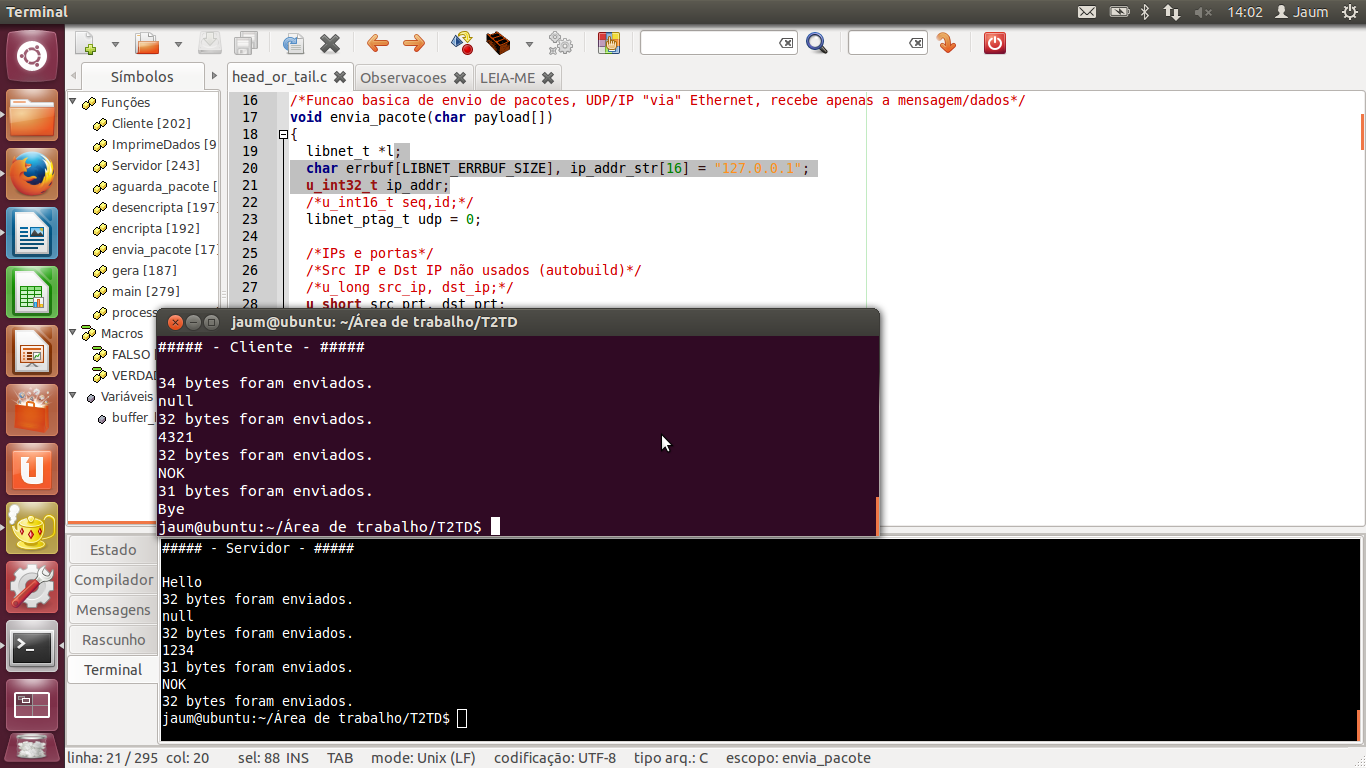 Terminal
14:02 Jaum
Símbolos
head_or_tail.c
Observacoes
LEIA-ME
Funções
Cliente [202]
ImprimeDados [9
Servidor [243]
aguarda_pacote [
desencripta [197]
encripta [192]
envia_pacote [17]
gera [187]
main [279]
process
Macros
FALSO
VERDA
Variáveis
buffer_
16 /*Funcao basica de envio de pacotes, UDP/IP "via" Ethernet, recebe apenas a mensagem/dados*/
17 void envia_pacote(char payload[])
18 {
19 libnet_t *l;
20 char errbuf[LIBNET_ERRBUF_SIZE], ip_addr_str[16] = "127.0.0.1";
21 u_int32_t ip_addr;
22 /*u_int16_t seq,id;*/
23 libnet_ptag_t udp = 0;
24
25 /*IPs e portas*/
26 /*Src IP e Dst IP não usados (autobuild)*/
27 /*u_long src_ip, dst_ip;*/
28 u_short src_prt, dst_prt;
jaum@ubuntu: ~/Área de trabalho/T2TD
##### - Cliente - #####
34 bytes foram enviados.
null
32 bytes foram enviados.
4321
32 bytes foram enviados.
NOK
31 bytes foram enviados.
Bye
jaum@ubuntu:~/Área de trabalho/T2TD$
Estado
Compilador
Mensagens
Rascunho
Terminal
##### - Servidor - #####
Hello
32 bytes foram enviados.
null
32 bytes foram enviados.
1234
31 bytes foram enviados.
NOK
32 bytes foram enviados.
jaum@ubuntu:~/Área de trabalho/T2TD$
linha: 21 / 295 col: 20 sel: 88 INS TAB mode: Unix (LF) codificação: UTF-8 tipo arq.: C escopo: envia_pacote